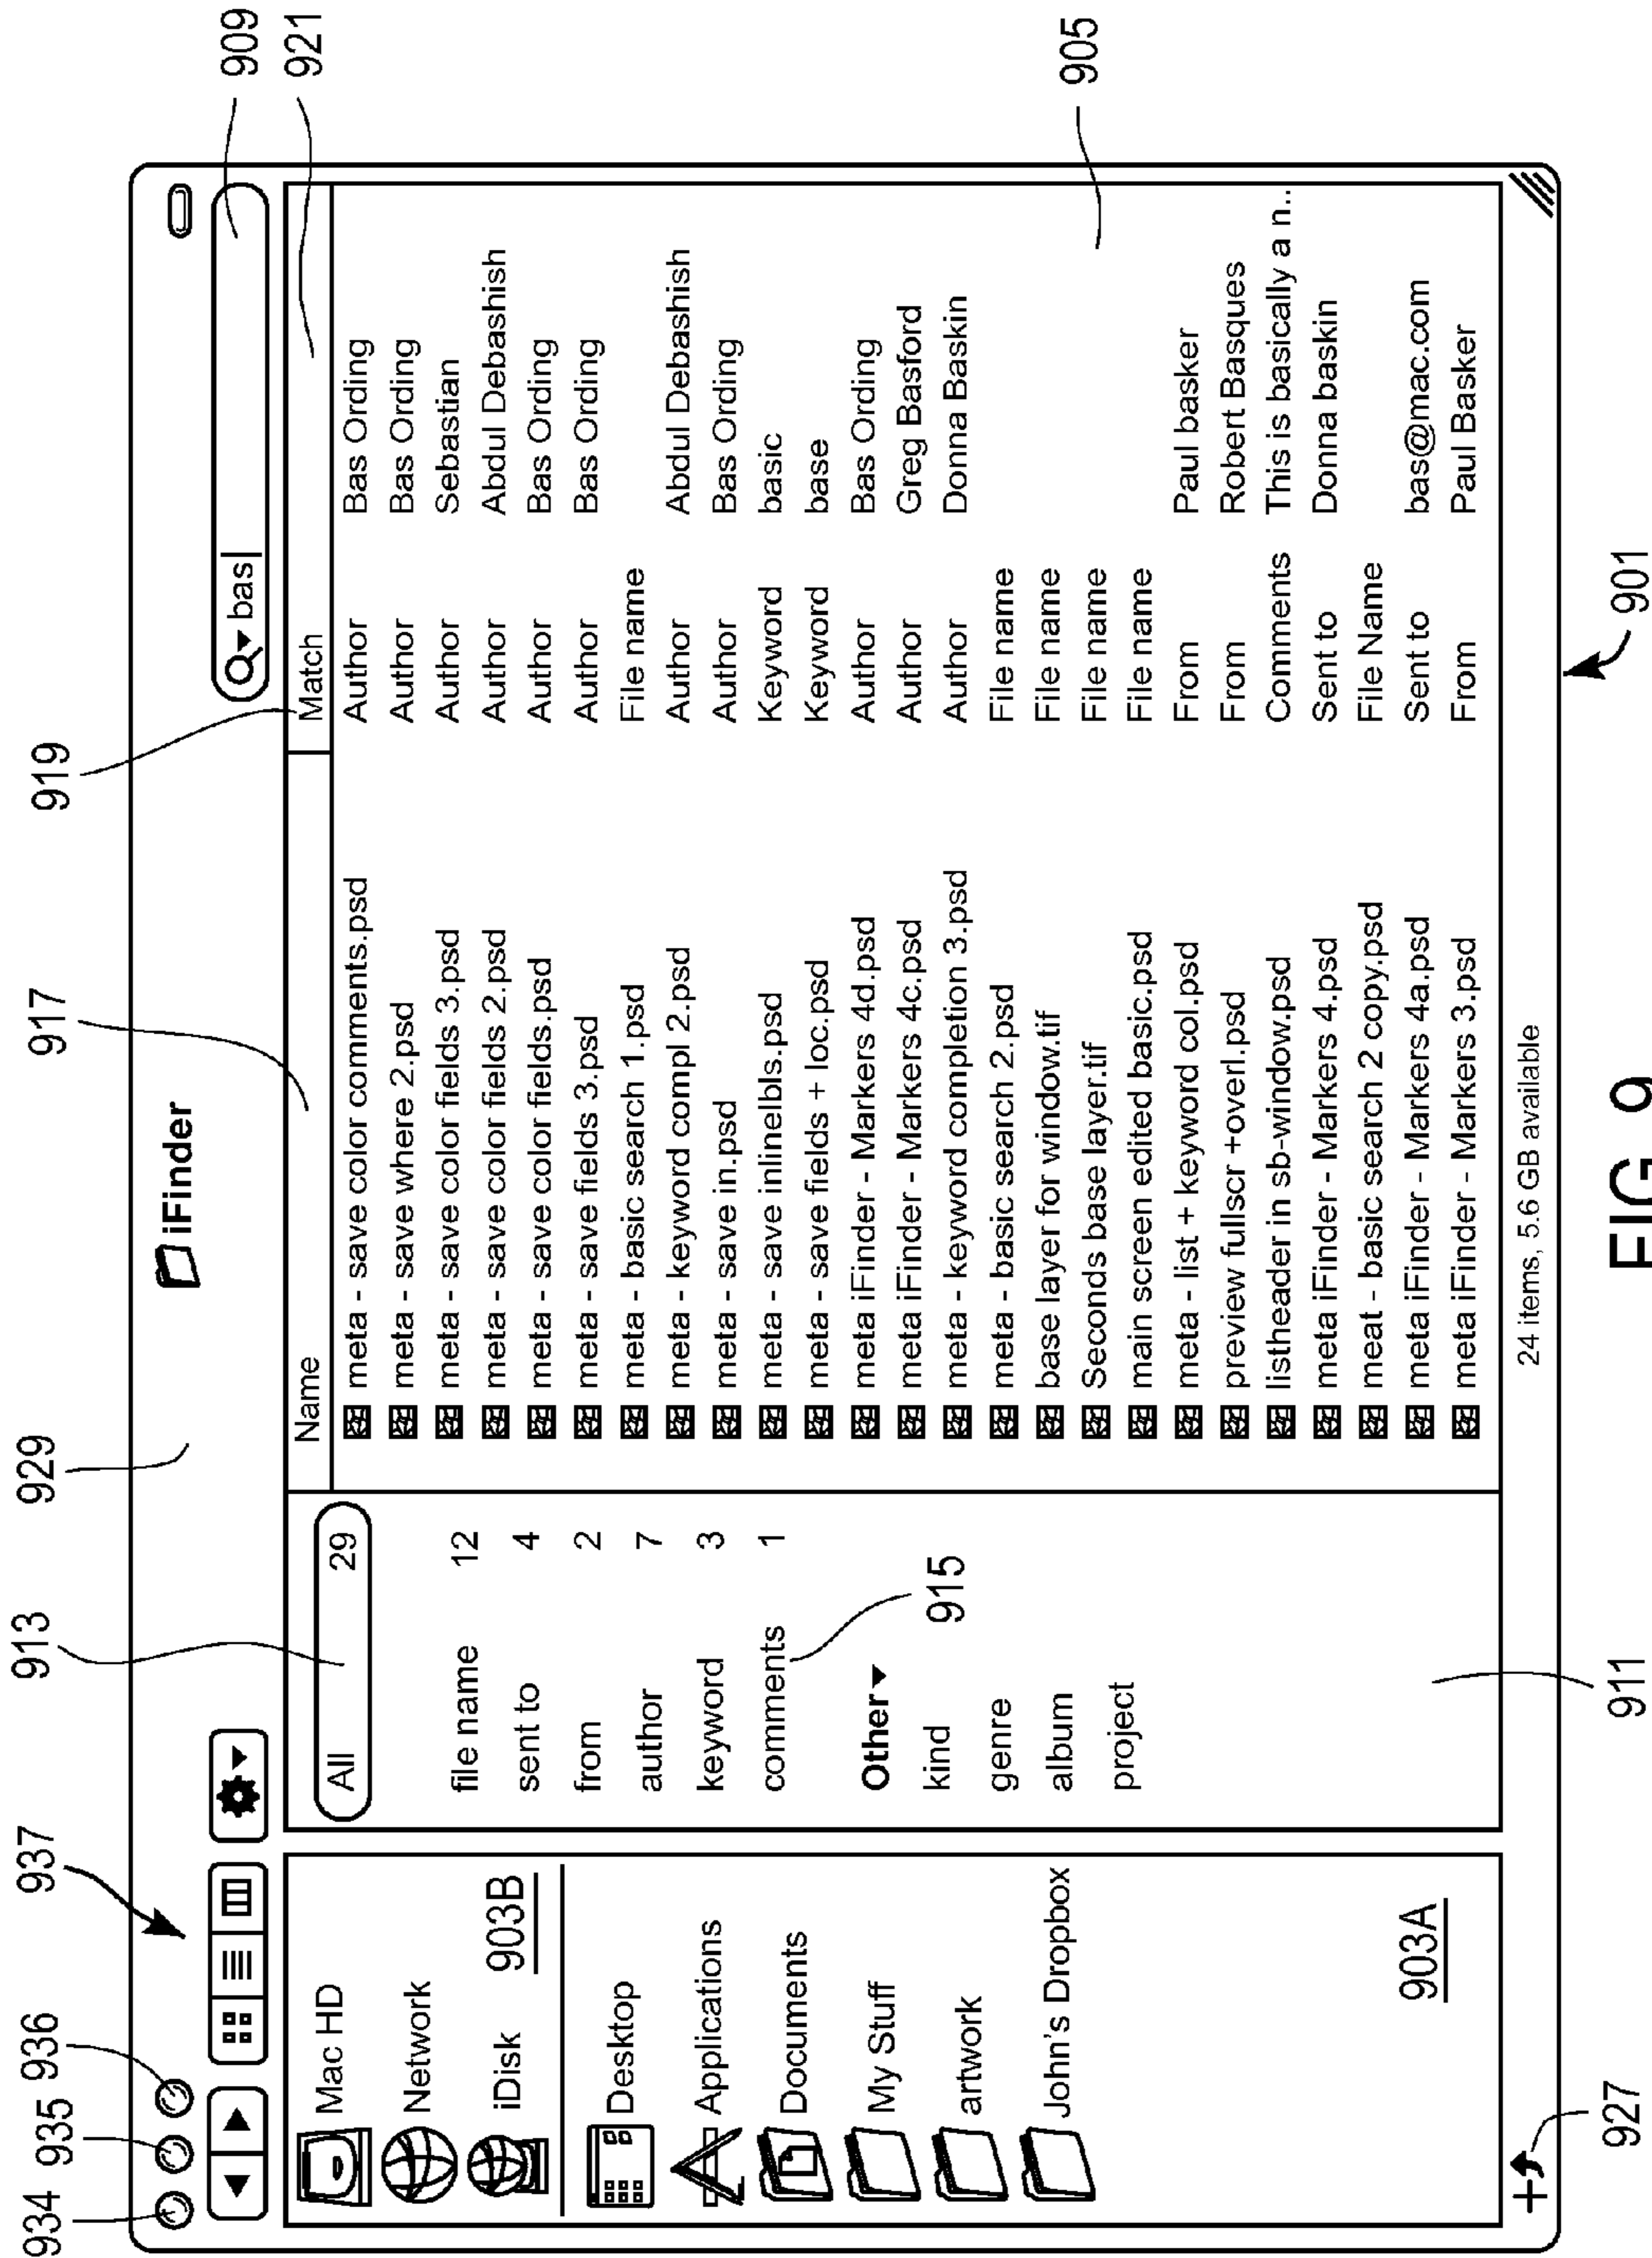 934
935
936
937
913
929
917
919
909
921
iFinder
bas
Mac HD
Network
iDisk
903B
Desktop
Applications
Documents
My Stuff
artwork
John's Dropbox
903A
All 29
file name 12
sent to 4
from 2
author 7
keyword 3
comments 1
915
Other
kind
genre
album
project
Name Match
meta - save color comments.psd Author Bas Ording
meta - save where 2.psd Author Bas Ording
meta - save color fields 3.psd Author Sebastian
meta - save color fields 2.psd Author Abdul Debashish
meta - save color fields.psd Author Bas Ording
meta - save fields 3.psd Author Bas Ording
meta - basic search 1.psd File name
meta - keyword compl 2.psd Author Abdul Debashish
meta - save in.psd Author Bas Ording
meta - save inlinelbls.psd Keyword basic
meta - save fields + loc.psd Keyword base
meta iFinder - Markers 4d.psd Author Bas Ording
meta iFinder - Markers 4c.psd Author Greg Basford
meta - keyword completion 3.psd Author Donna Baskin
meta - basic search 2.psd File name
base layer for window.tif File name
Seconds base layer.tif File name
main screen edited basic.psd File name
meta - list + keyword col.psd From Paul basker
preview fullscr +overl.psd From Robert Basques
listheader in sb-window.psd Comments This is basically a n..
meta iFinder - Markers 4.psd Sent to Donna baskin
meat - basic search 2 copy.psd File Name
meta iFinder - Markers 4a.psd Sent to bas@mac.com
meta iFinder - Markers 3.psd From Paul Basker
905
24 items, 5.6 GB available
927
911
901
FIG. 9